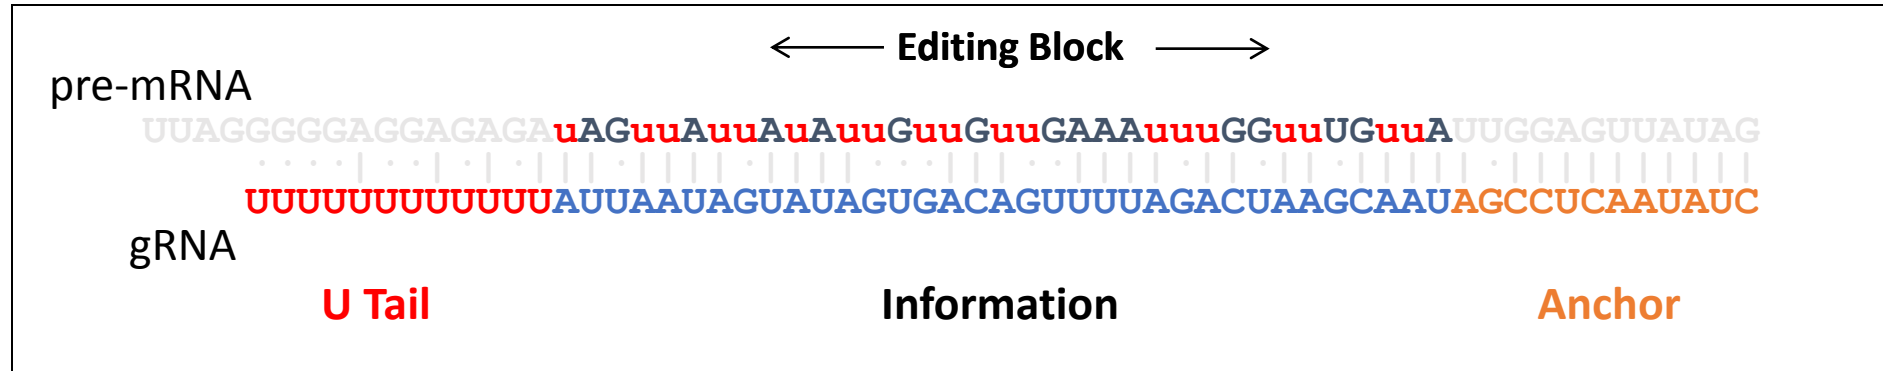 Editing Block
pre-mRNA
UUAGGGGGAGGAGAGAuAGuuAuuAuAuuGuuGuuGAAAuuuGGuuUGuuAUUGGAGUUAUAG
UUUUUUUUUUUUAUUAAUAGUAUAGUGACAGUUUUAGACUAAGCAAUAGCCUCAAUAUC
gRNA
U Tail Information Anchor